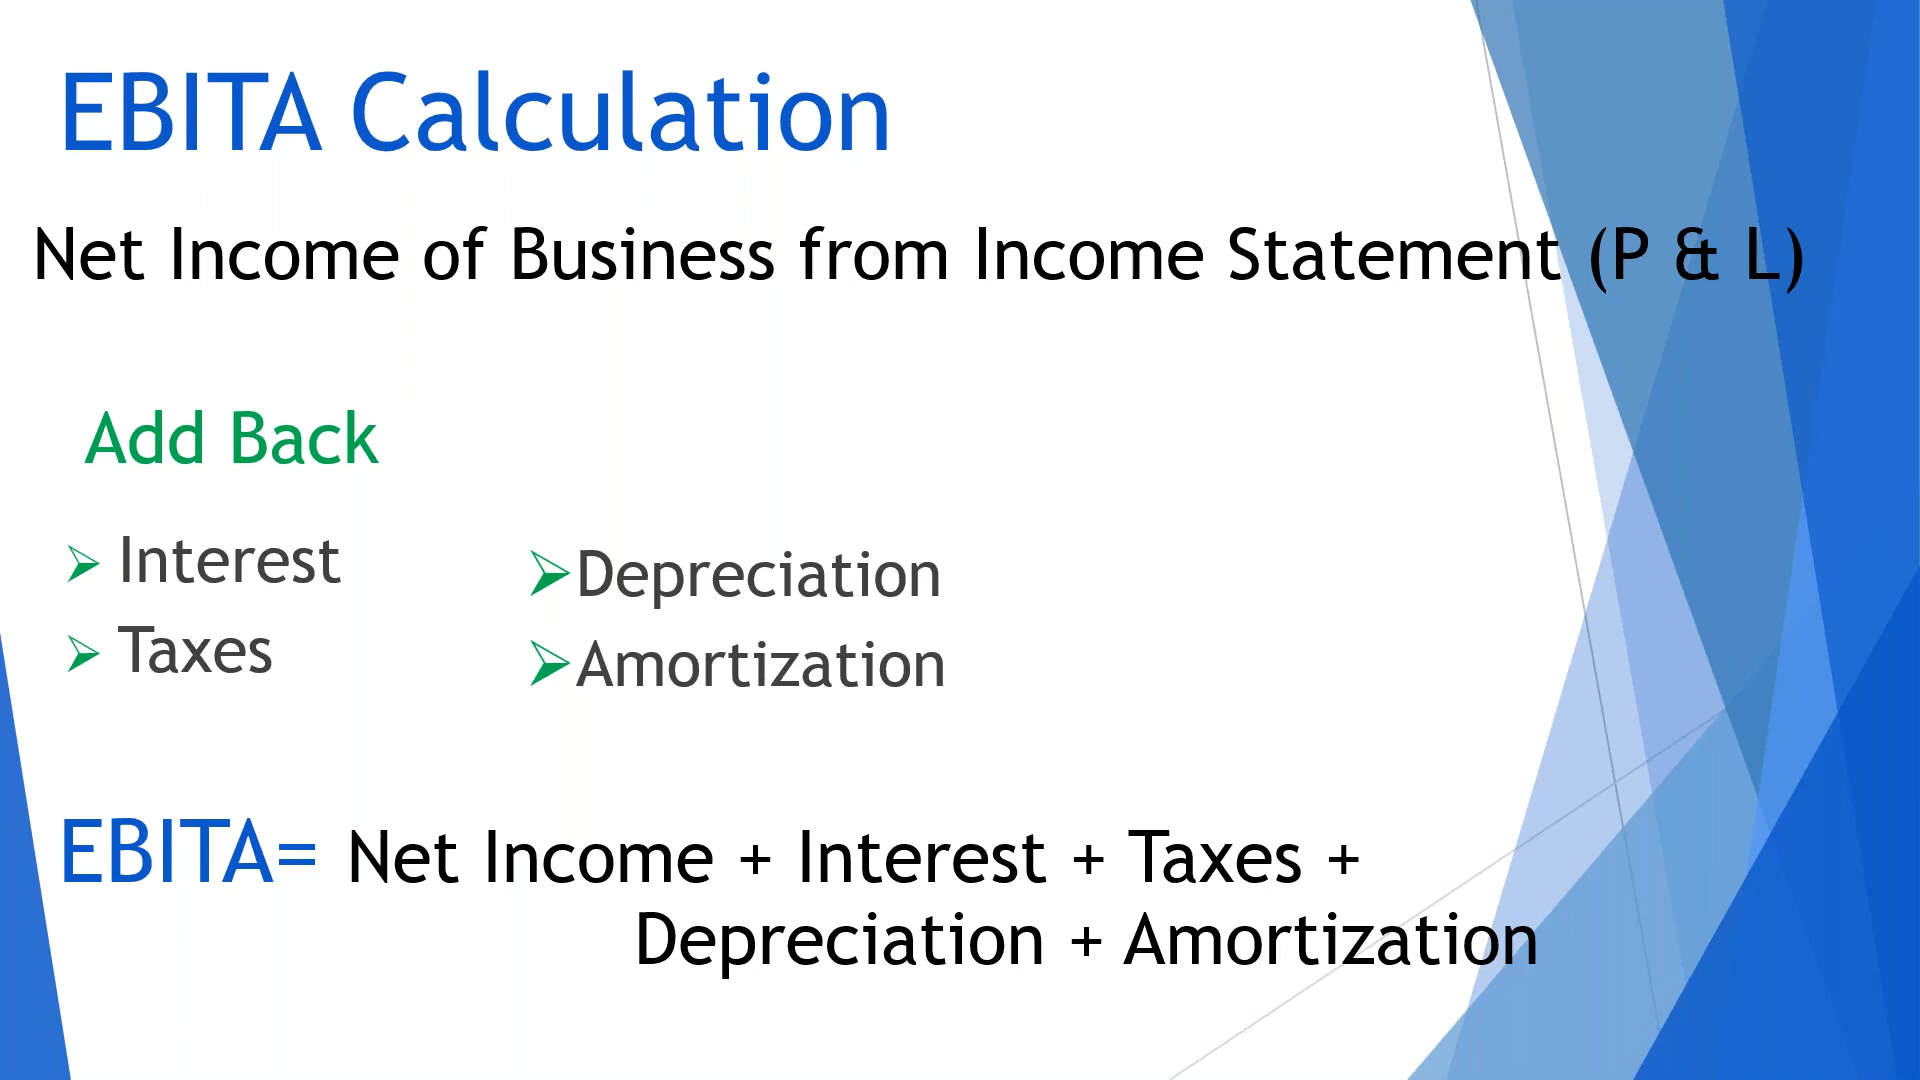 EBITA Calculation
Net Income of Business from Income Statement (P & L)
Add Back
Interest
Taxes
Depreciation
Amortization
EBITA= Net Income + Interest + Taxes +
Depreciation + Amortization